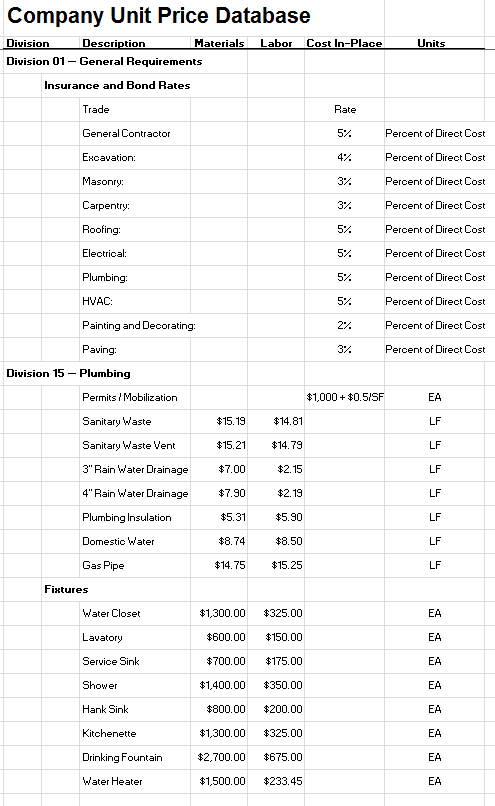 Company Unit Price Database
Division Description Materials Labor Cost In-Place Units
Division 01 – General Requirements
Insurance and Bond Rates
Trade Rate
General Contractor 5% Percent of Direct Cost
Excavation: 4% Percent of Direct Cost
Masonry: 3% Percent of Direct Cost
Carpentry: 3% Percent of Direct Cost
Roofing: 5% Percent of Direct Cost
Electrical: 5% Percent of Direct Cost
Plumbing: 5% Percent of Direct Cost
HVAC: 5% Percent of Direct Cost
Painting and Decorating: 2% Percent of Direct Cost
Paving: 3% Percent of Direct Cost
Division 15 – Plumbing
Permits / Mobilization $1,000 + $0.5/SF EA
Sanitary Waste $15.19 $14.81 LF
Sanitary Waste Vent $15.21 $14.79 LF
3" Rain Water Drainage $7.00 $2.15 LF
4" Rain Water Drainage $7.90 $2.19 LF
Plumbing Insulation $5.31 $5.90 LF
Domestic Water $8.74 $8.50 LF
Gas Pipe $14.75 $15.25 LF
Fixtures
Water Closet $1,300.00 $325.00 EA
Lavatory $600.00 $150.00 EA
Service Sink $700.00 $175.00 EA
Shower $1,400.00 $350.00 EA
Hank Sink $800.00 $200.00 EA
Kitchenette $1,300.00 $325.00 EA
Drinking Fountain $2,700.00 $675.00 EA
Water Heater $1,500.00 $233.45 EA